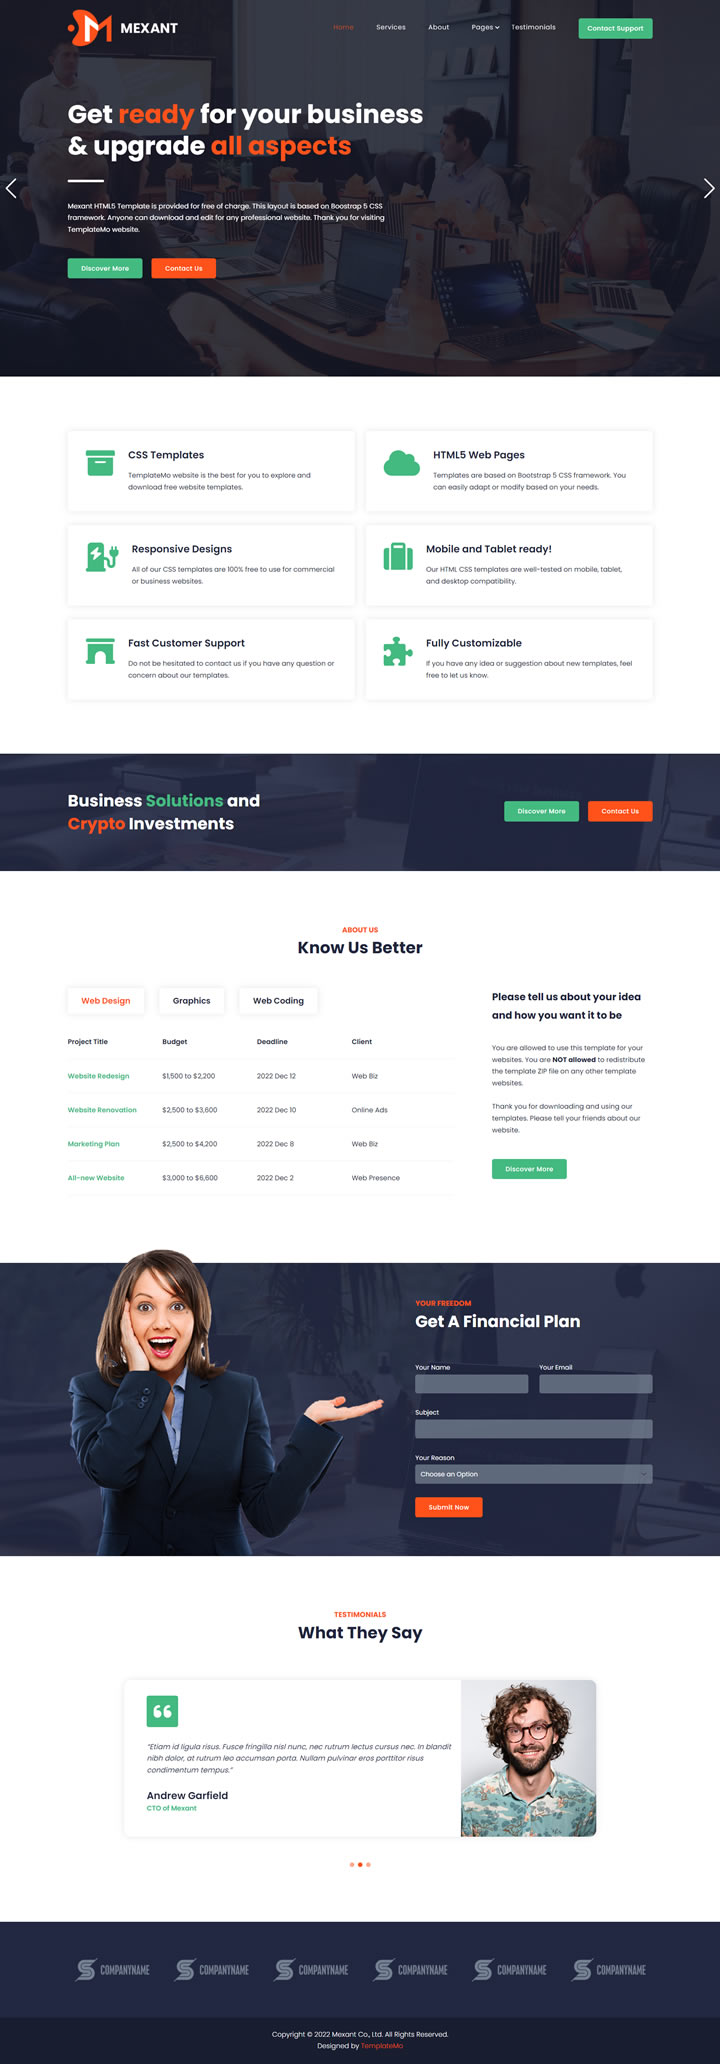 MEXANT
Home Services About Pages Testimonials Contact Support
Get ready for your business
& upgrade all aspects
Mexant HTML5 Template is provided for free of charge. This layout is based on Boostrap 5 CSS
framework. Anyone can download and edit for any professional website. Thank you for visiting
TemplateMo website.
Discover More Contact Us
CSS Templates
TemplateMo website is the best for you to explore and
download free website templates.
HTML5 Web Pages
Templates are based on Bootstrap 5 CSS framework. You
can easily adapt or modify based on your needs.
Responsive Designs
All of our CSS templates are 100% free to use for commercial
or business websites.
Mobile and Tablet ready!
Our HTML CSS templates are well-tested on mobile, tablet,
and desktop compatibility.
Fast Customer Support
Do not be hesitated to contact us if you have any question or
concern about our templates.
Fully Customizable
If you have any idea or suggestion about new templates, feel
free to let us know.
Business Solutions and
Crypto Investments
Discover More Contact Us
ABOUT US
Know Us Better
Web Design Graphics Web Coding
Project Title Budget Deadline Client
Website Redesign $1,500 to $2,200 2022 Dec 12 Web Biz
Website Renovation $2,500 to $3,600 2022 Dec 10 Online Ads
Marketing Plan $2,500 to $4,200 2022 Dec 8 Web Biz
All-new Website $3,000 to $6,600 2022 Dec 2 Web Presence
Please tell us about your idea
and how you want it to be
You are allowed to use this template for your
websites. You are NOT allowed to redistribute
the template ZIP file on any other template
websites.
Thank you for downloading and using our
templates. Please tell your friends about our
website.
Discover More
YOUR FREEDOM
Get A Financial Plan
Your Name Your Email
Subject
Your Reason
Choose an Option
Submit Now
TESTIMONIALS
What They Say
“Etiam id ligula risus. Fusce fringilla nisl nunc, nec rutrum lectus cursus nec. In blandit
nibh dolor, at rutrum leo accumsan porta. Nullam pulvinar eros porttitor risus
condimentum tempus.”
Andrew Garfield
CTO of Mexant
COMPANYNAME COMPANYNAME COMPANYNAME COMPANYNAME COMPANYNAME COMPANYNAME
Copyright © 2022 Mexant Co., Ltd. All Rights Reserved.
Designed by TemplateMo